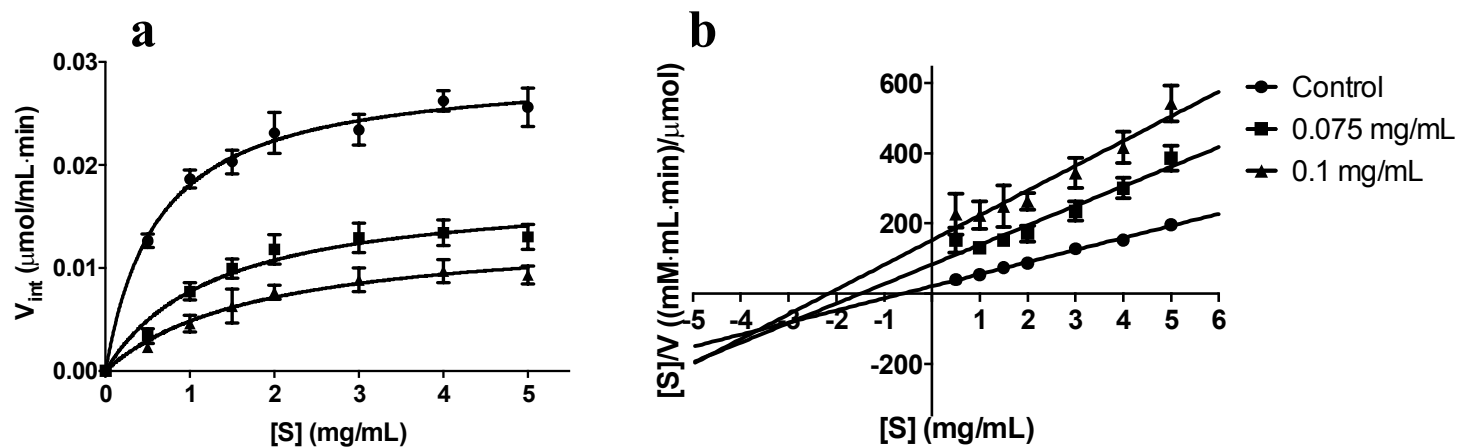 a
0.03
0.02
0.01
0.00
V_int (μmol/mL·min)
0 1 2 3 4 5
[S] (mg/mL)
b
600
400
200
-200
[S]/V ((mM·mL·min)/μmol)
-5 -4 -3 -2 -1 1 2 3 4 5 6
[S] (mg/mL)
Control
0.075 mg/mL
0.1 mg/mL